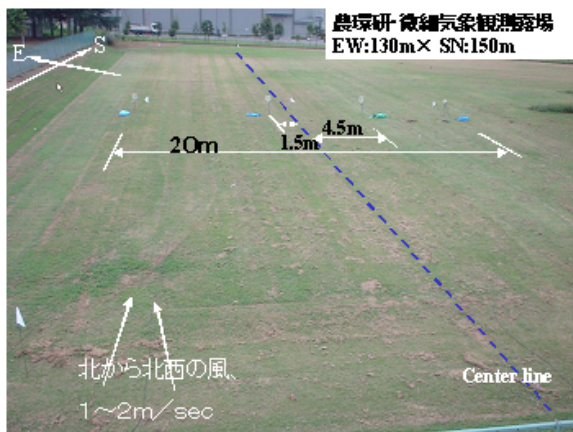 農環研 微細気象観測露場
EW:130m× SN:150m
E
S
4.5m
20m
1.5m
Center line
北から北西の風、
1~2m/sec